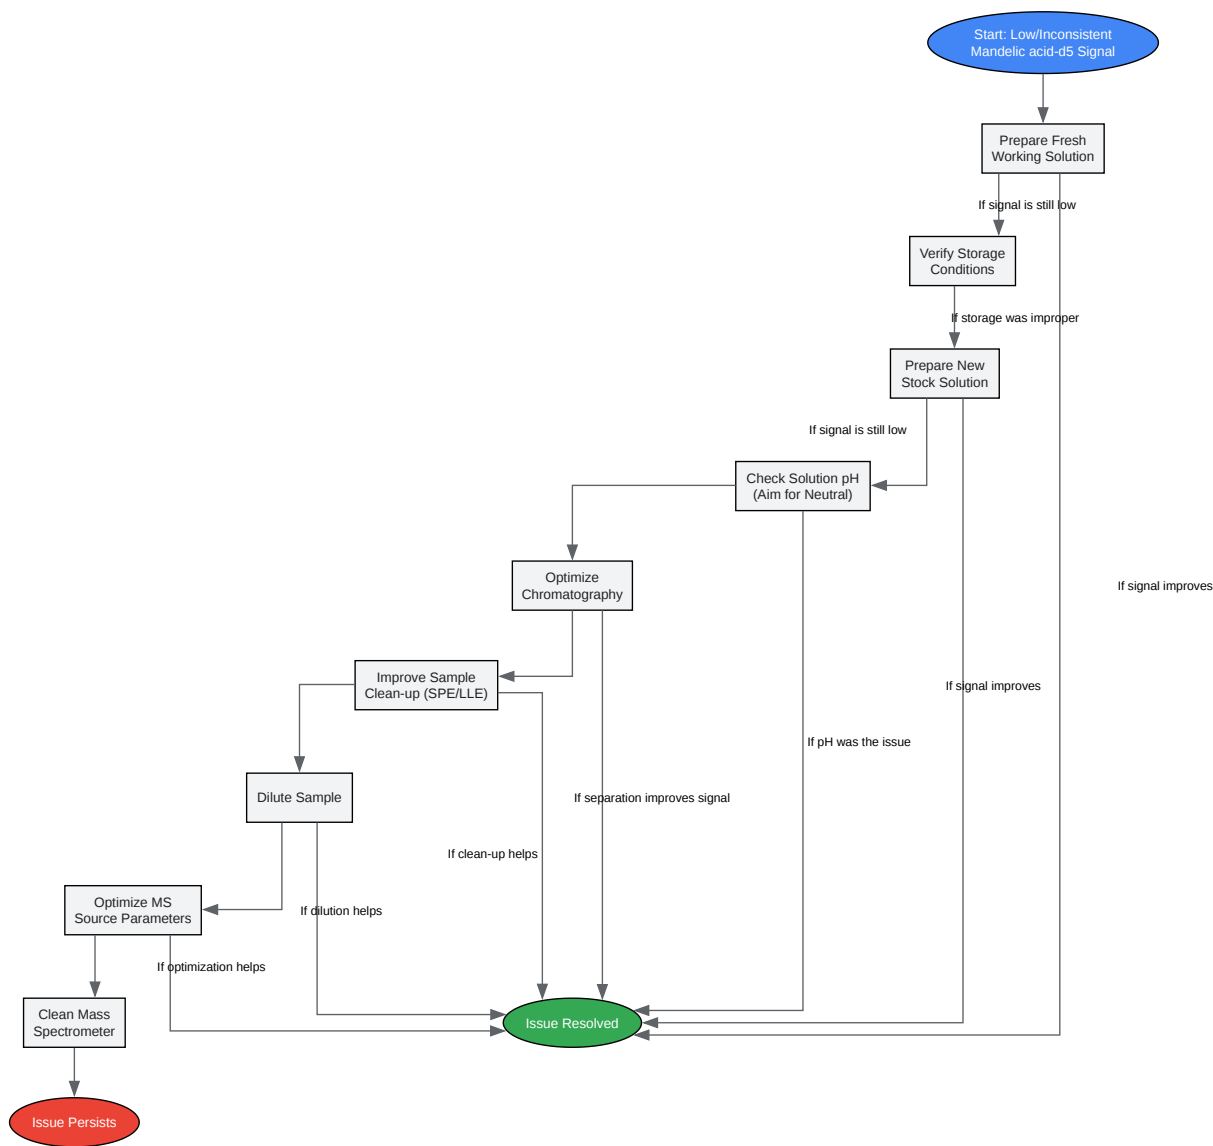 Start: Low/Inconsistent
Mandelic acid-d5 Signal
Prepare Fresh
Working Solution
If signal is still low
Verify Storage
Conditions
If storage was improper
Prepare New
Stock Solution
If signal is still low
Check Solution pH
(Aim for Neutral)
Optimize
Chromatography
If signal improves
Improve Sample
Clean-up (SPE/LLE)
If signal improves
If pH was the issue
Dilute Sample
If separation improves signal
If clean-up helps
Optimize MS
Source Parameters
If dilution helps
If optimization helps
Clean Mass
Spectrometer
Issue Resolved
Issue Persists